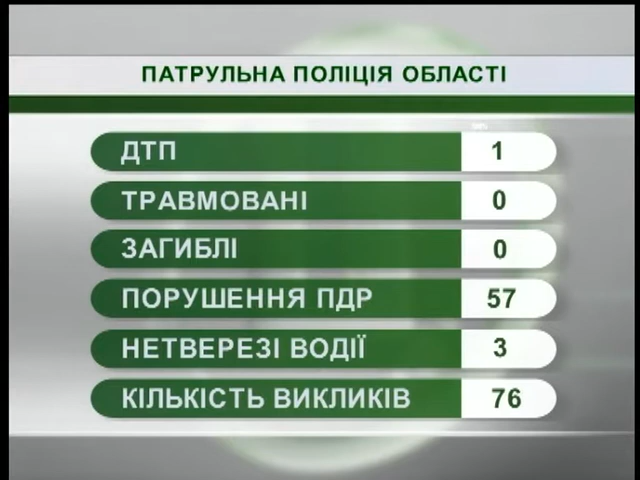 ПАТРУЛЬНА ПОЛІЦІЯ ОБЛАСТІ
ДТП 1
ТРАВМОВАНІ 0
ЗАГИБЛІ 0
ПОРУШЕННЯ ПДР 57
НЕТВЕРЕЗІ ВОДІЇ 3
КІЛЬКІСТЬ ВИКЛИКІВ 76